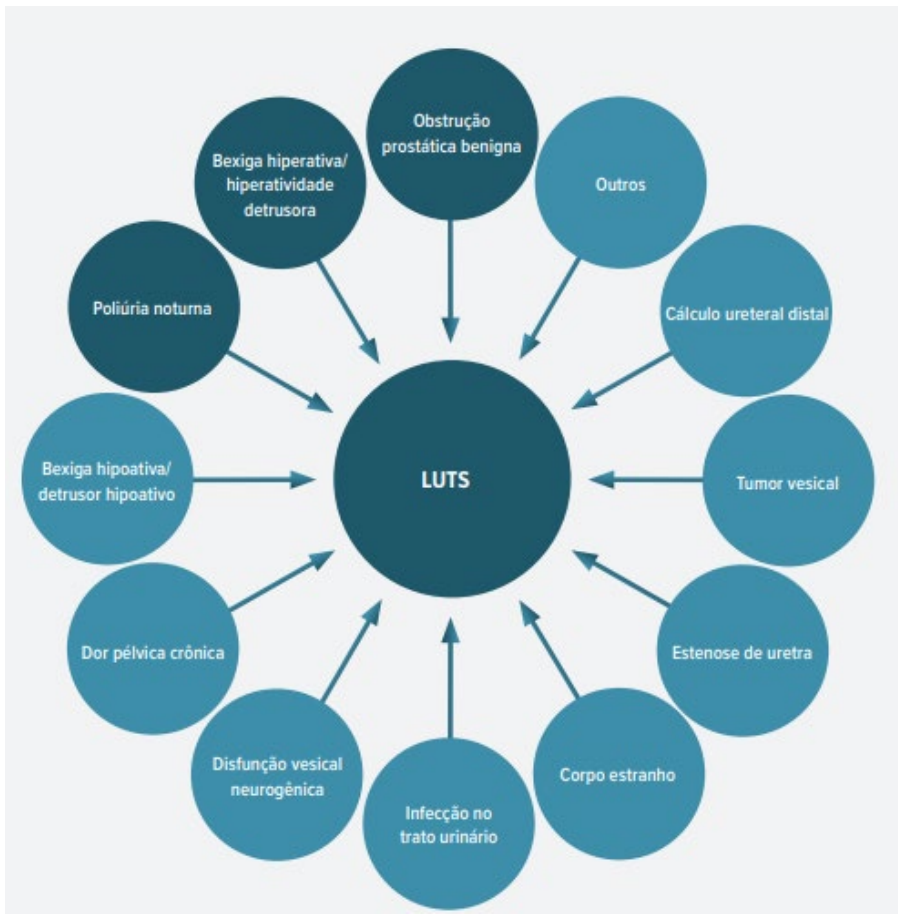 Obstrução
prostática benigna
Outros
Cálculo ureteral distal
Tumor vesical
Estenose de uretra
Corpo estranho
Infecção no
trato urinário
Disfunção vesical
neurogênica
Dor pélvica crônica
Bexiga hipoativa/
detrusor hipoativo
Poliúria noturna
Bexiga hiperativa/
hiperatividade
detrusora
LUTS